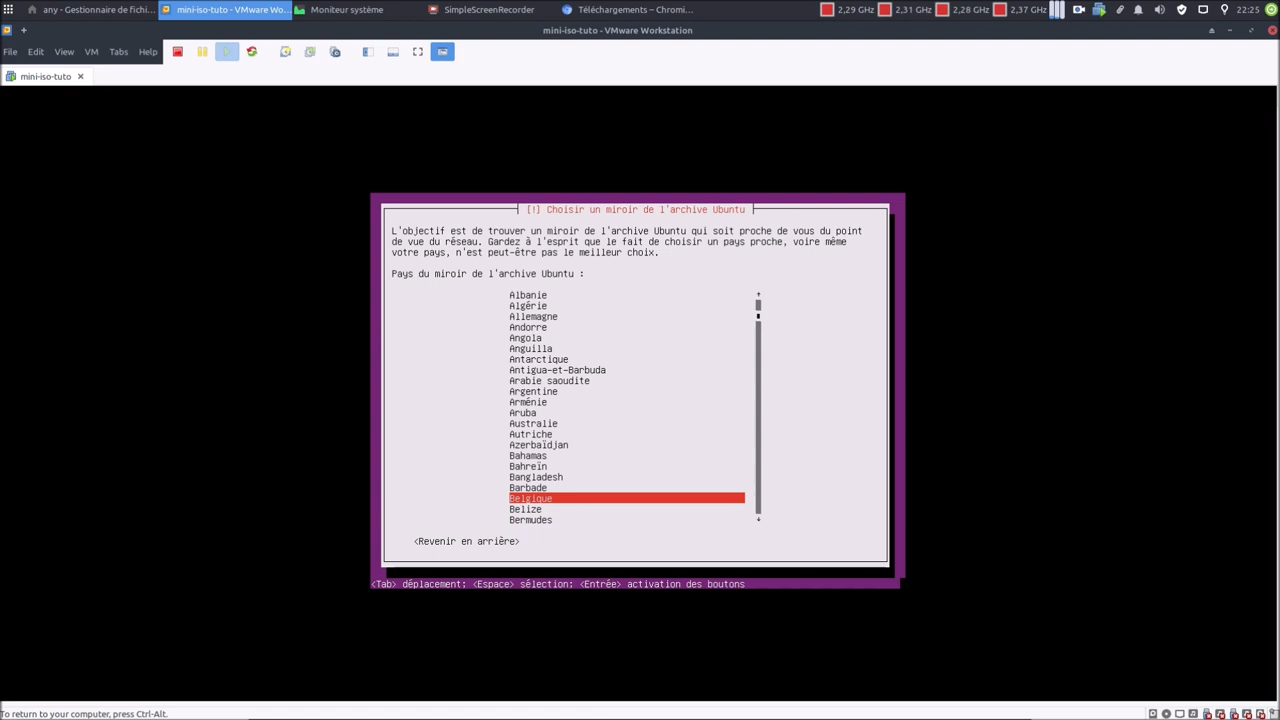 any - Gestionnaire de fichi...
mini-iso-tuto - VMware Wo...
Moniteur système
SimpleScreenRecorder
Téléchargements – Chromi...
2,29 GHz
2,31 GHz
2,28 GHz
2,37 GHz
22:25
mini-iso-tuto - VMware Workstation
File Edit View VM Tabs Help
mini-iso-tuto
[!] Choisir un miroir de l'archive Ubuntu
L'objectif est de trouver un miroir de l'archive Ubuntu qui soit proche de vous du point
de vue du réseau. Gardez à l'esprit que le fait de choisir un pays proche, voire même
votre pays, n'est peut-être pas le meilleur choix.
Pays du miroir de l'archive Ubuntu :
Albanie
Algérie
Allemagne
Andorre
Angola
Anguilla
Antarctique
Antigua-et-Barbuda
Arabie saoudite
Argentine
Arménie
Aruba
Australie
Autriche
Azerbaïdjan
Bahamas
Bahreïn
Bangladesh
Barbade
Belgique
Belize
Bermudes
<Revenir en arrière>
<Tab> déplacement; <Espace> sélection; <Entrée> activation des boutons
To return to your computer, press Ctrl-Alt.